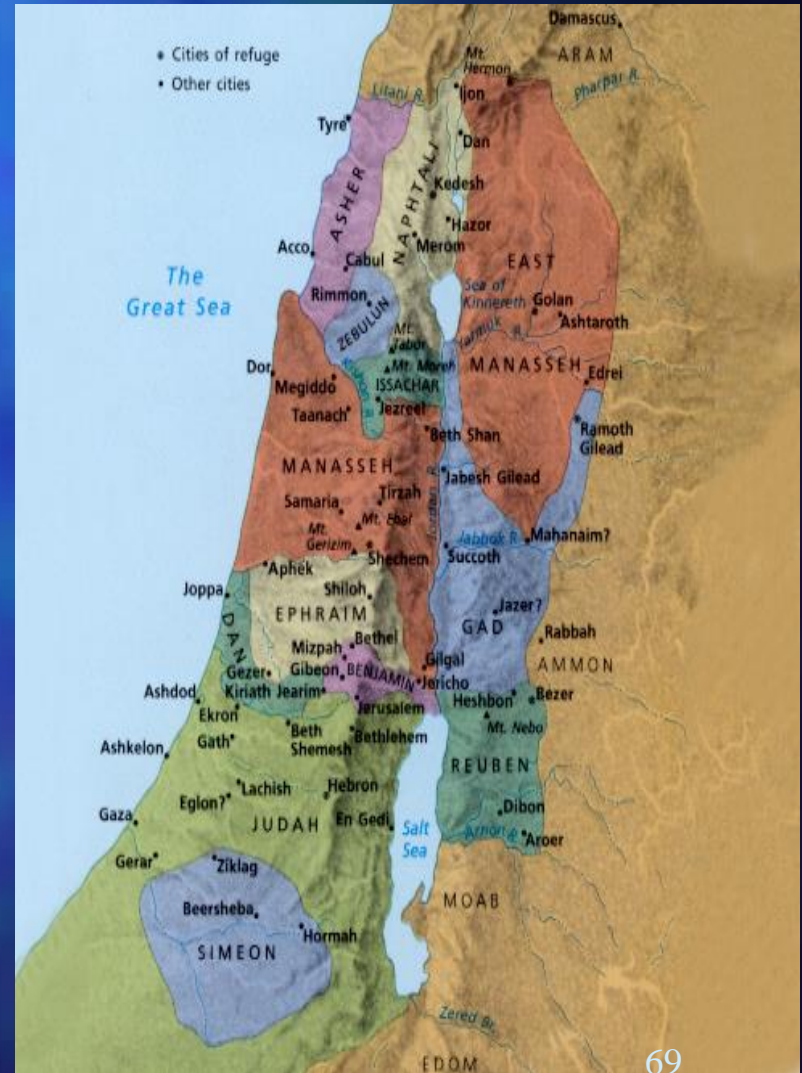 Damascus
• Cities of refuge
• Other cities
Mt.
Hermon
ARAM
Litani R.
Ijon
Pharpar R.
Tyre
Dan
ASHER
NAPHTALI
Kedesh
Hazor
Merom
Acco
Cabul
EAST
The
Great Sea
Rimmon
Sea of
Kinnereth
Golan
Ashtaroth
ZEBULUN
Yarmuk R.
Mt.
Tabor
Mt. Moreh
MANASSEH
Edrei
Dor
Megiddo
Kishon R.
ISSACHAR
Taanach
Jezreel
Beth Shan
Ramoth
Gilead
MANASSEH
Jordan R.
Jabesh Gilead
Samaria
Tirzah
Mt. Ebal
Mt.
Gerizim
Jabbok R.
Mahanaim?
Shechem
Succoth
Aphek
Joppa
Shiloh
EPHRAIM
Jazer?
DAN
GAD
Rabbah
Mizpah
Bethel
AMMON
Gezer
Gibeon
BENJAMIN
Gilgal
Jericho
Ashdod
Kiriath Jearim
Heshbon
Bezer
Ekron
Jerusalem
Mt. Nebo
Ashkelon
Gath
Beth
Shemesh
Bethlehem
REUBEN
Lachish
Hebron
Eglon?
Dibon
Gaza
JUDAH
En Gedi
Salt
Sea
Arnon R.
Aroer
Gerar
Ziklag
MOAB
Beersheba
Hormah
SIMEON
Zered Br.
EDOM
69